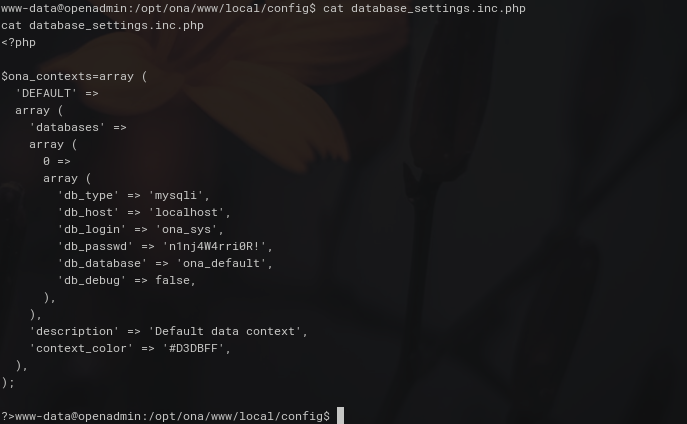 www-data@openadmin:/opt/ona/www/local/config$ cat database_settings.inc.php
cat database_settings.inc.php
<?php

$ona_contexts=array (
  'DEFAULT' =>
  array (
    'databases' =>
    array (
      0 =>
      array (
        'db_type' => 'mysqli',
        'db_host' => 'localhost',
        'db_login' => 'ona_sys',
        'db_passwd' => 'n1nj4W4rri0R!',
        'db_database' => 'ona_default',
        'db_debug' => false,
      ),
    ),
    'description' => 'Default data context',
    'context_color' => '#D3DBFF',
  ),
);

?>www-data@openadmin:/opt/ona/www/local/config$